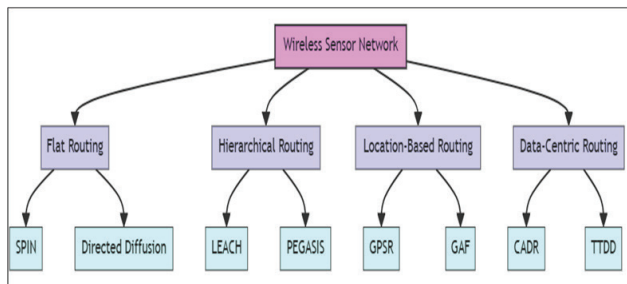 Wireless Sensor Network
Flat Routing
Hierarchical Routing
Location-Based Routing
Data-Centric Routing
SPIN
Directed Diffusion
LEACH
PEGASIS
GPSR
GAF
CADR
TTDD